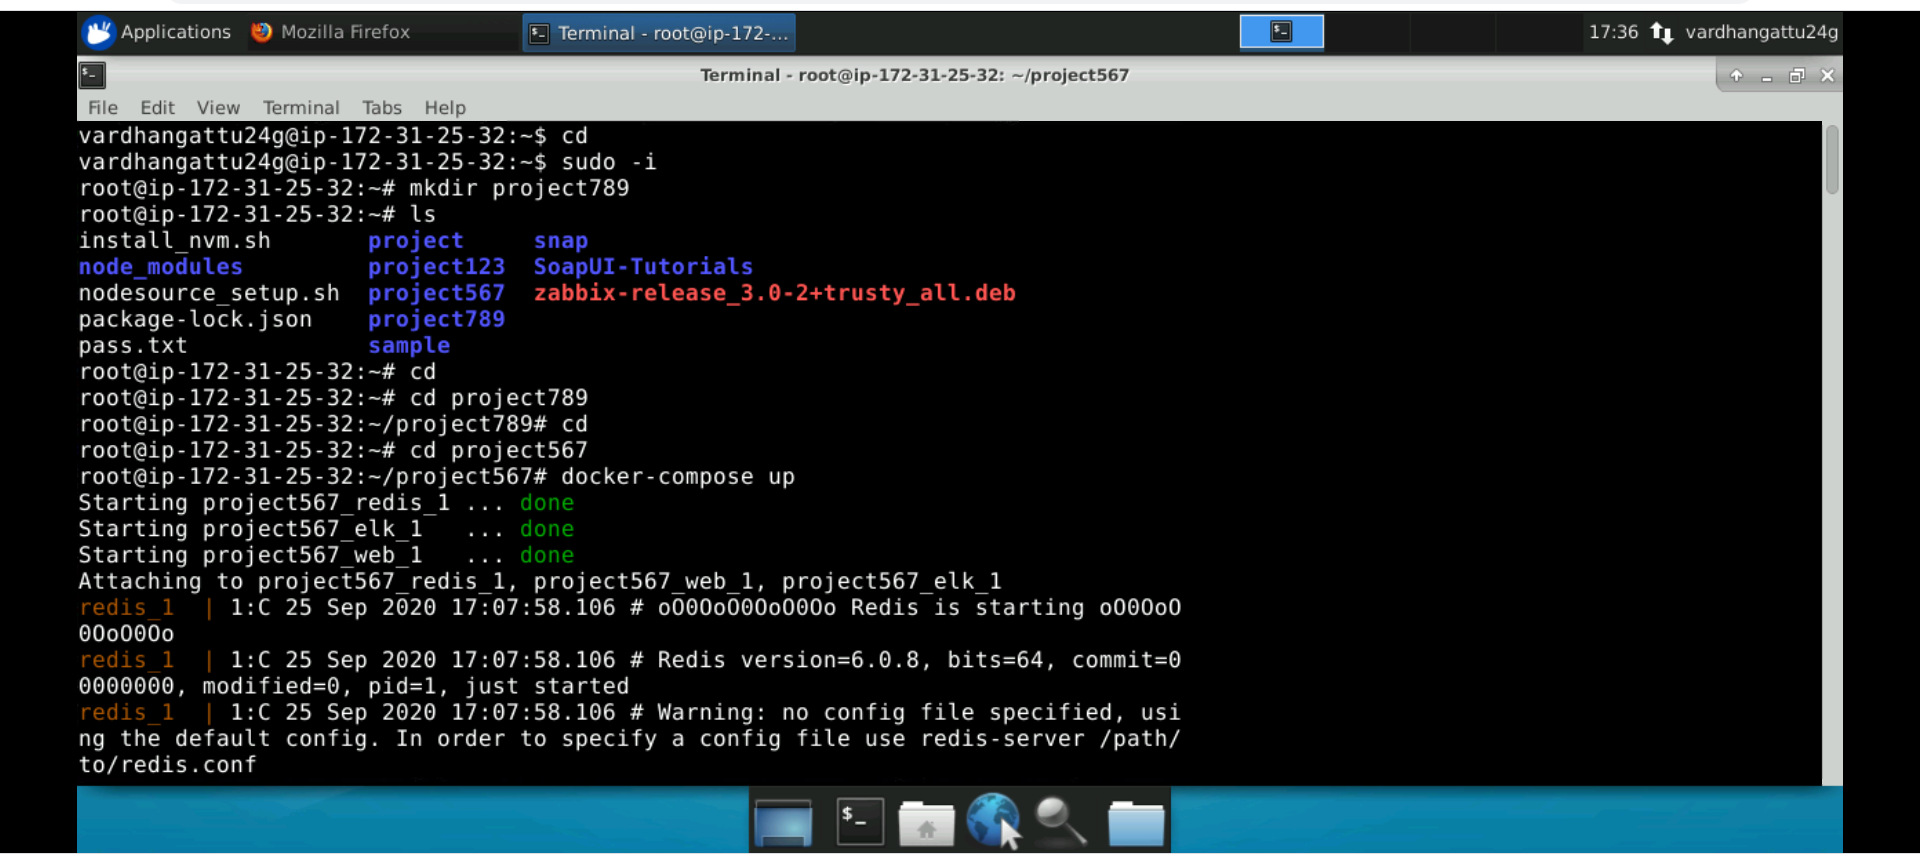 Applications Mozilla Firefox Terminal - root@ip-172-... 17:36 vardhangattu24g
Terminal - root@ip-172-31-25-32: ~/project567
File Edit View Terminal Tabs Help
vardhangattu24g@ip-172-31-25-32:~$ cd
vardhangattu24g@ip-172-31-25-32:~$ sudo -i
root@ip-172-31-25-32:~# mkdir project789
root@ip-172-31-25-32:~# ls
install_nvm.sh project snap
node_modules project123 SoapUI-Tutorials
nodesource_setup.sh project567 zabbix-release_3.0-2+trusty_all.deb
package-lock.json project789
pass.txt sample
root@ip-172-31-25-32:~# cd
root@ip-172-31-25-32:~# cd project789
root@ip-172-31-25-32:~/project789# cd
root@ip-172-31-25-32:~# cd project567
root@ip-172-31-25-32:~/project567# docker-compose up
Starting project567_redis_1 ... done
Starting project567_elk_1 ... done
Starting project567_web_1 ... done
Attaching to project567_redis_1, project567_web_1, project567_elk_1
redis_1 | 1:C 25 Sep 2020 17:07:58.106 # oO0OoO0OoO0Oo Redis is starting oO0OoO
0OoO0Oo
redis_1 | 1:C 25 Sep 2020 17:07:58.106 # Redis version=6.0.8, bits=64, commit=0
0000000, modified=0, pid=1, just started
redis_1 | 1:C 25 Sep 2020 17:07:58.106 # Warning: no config file specified, usi
ng the default config. In order to specify a config file use redis-server /path/
to/redis.conf